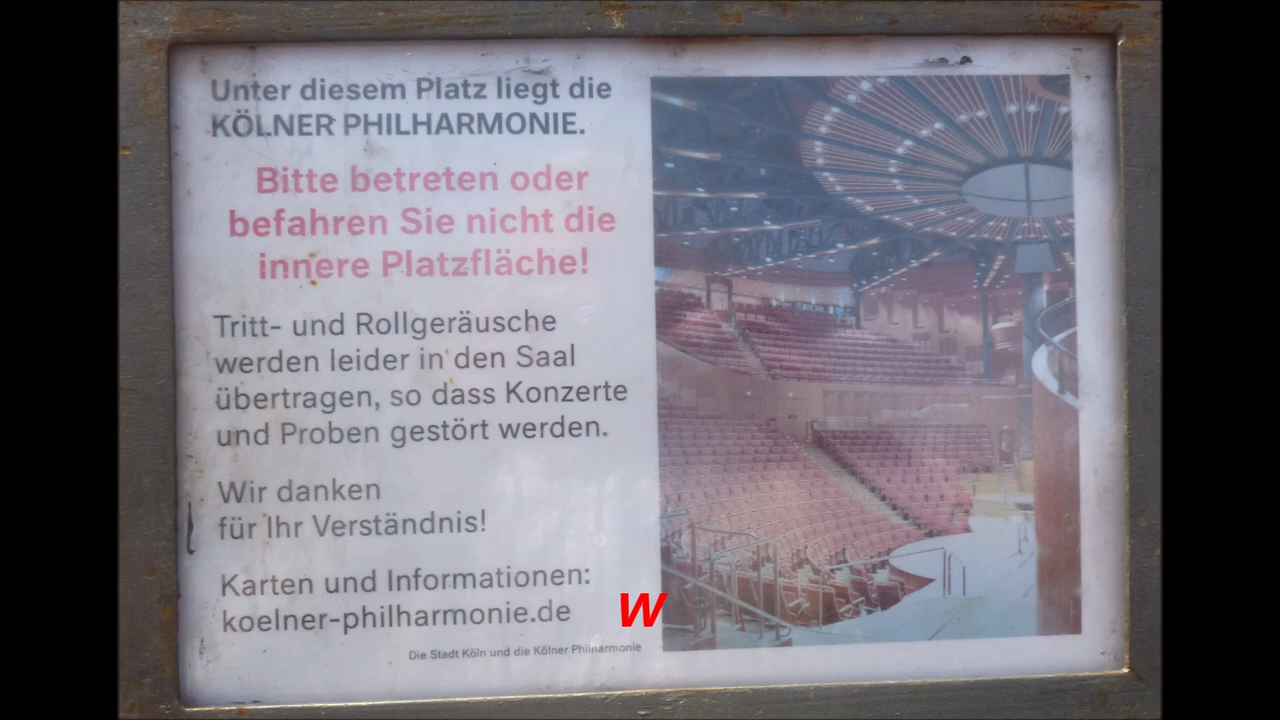 Unter diesem Platz liegt die
KÖLNER PHILHARMONIE.
Bitte betreten oder
befahren Sie nicht die
innere Platzfläche!
Tritt- und Rollgeräusche
werden leider in den Saal
übertragen, so dass Konzerte
und Proben gestört werden.
Wir danken
für Ihr Verständnis!
Karten und Informationen:
koelner-philharmonie.de
W
Die Stadt Köln und die Kölner Philharmonie